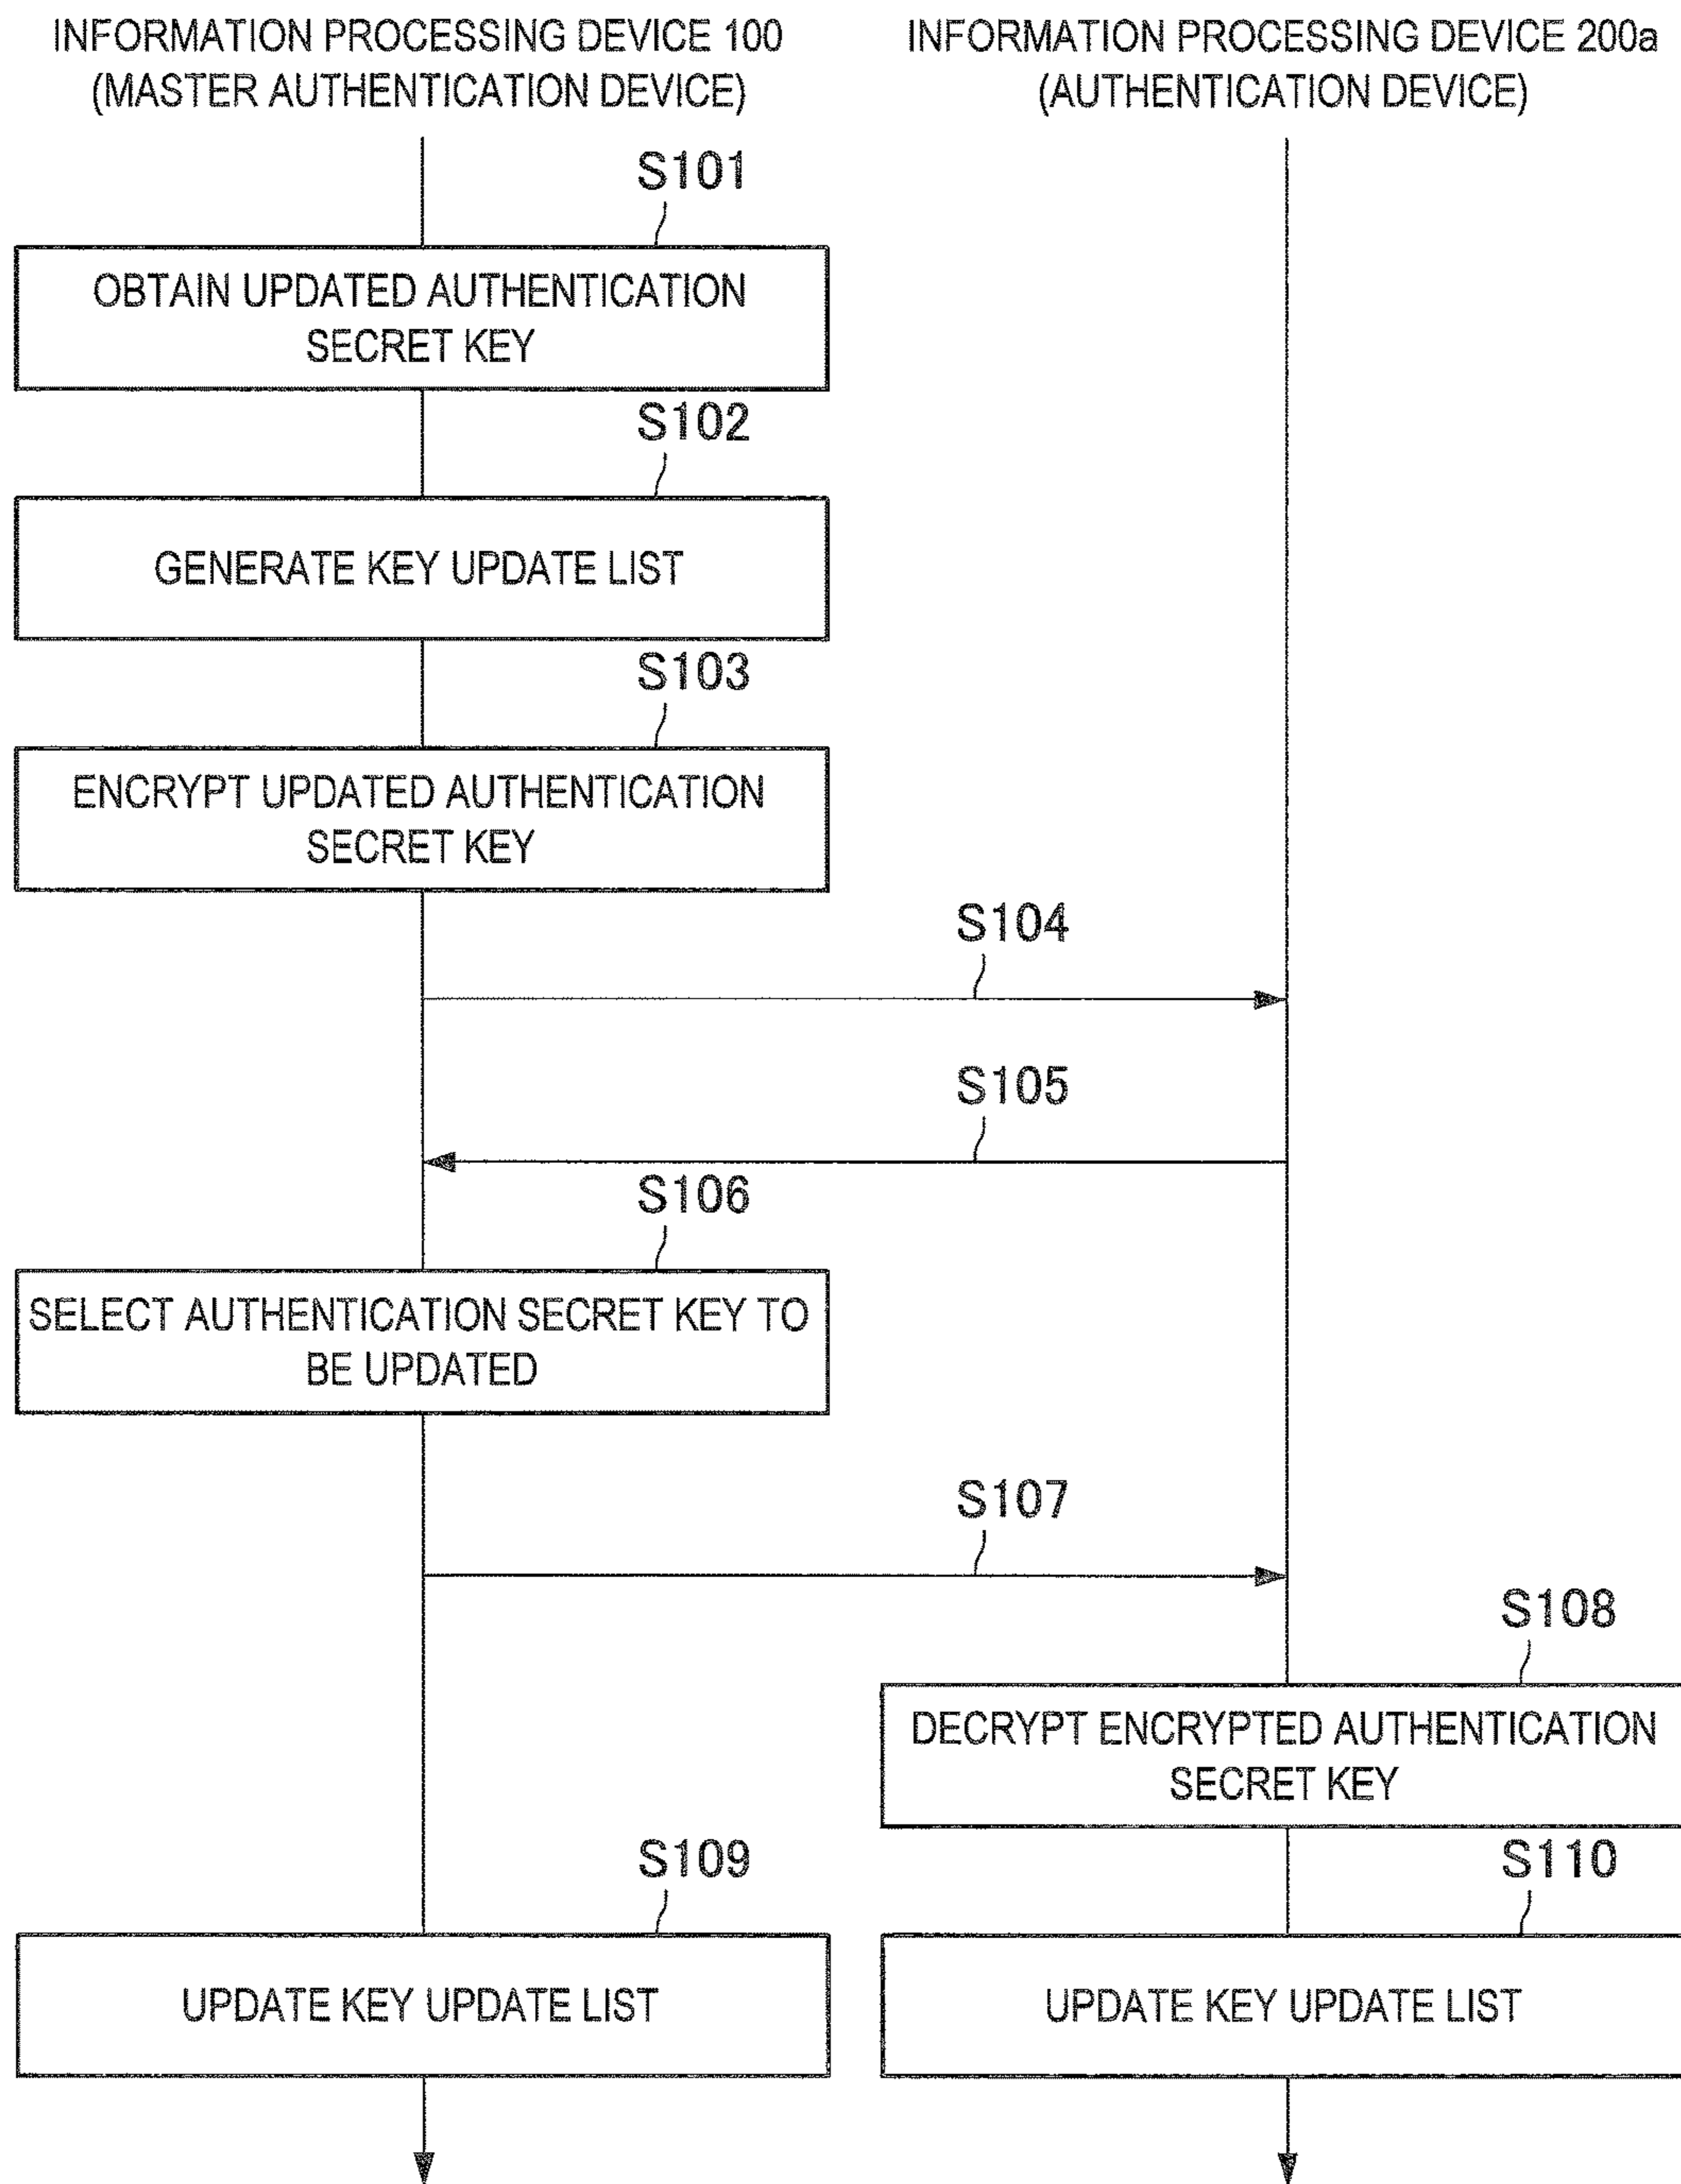 INFORMATION PROCESSING DEVICE 100
(MASTER AUTHENTICATION DEVICE)
INFORMATION PROCESSING DEVICE 200a
(AUTHENTICATION DEVICE)
S101
OBTAIN UPDATED AUTHENTICATION
SECRET KEY
S102
GENERATE KEY UPDATE LIST
S103
ENCRYPT UPDATED AUTHENTICATION
SECRET KEY
S104
S105
S106
SELECT AUTHENTICATION SECRET KEY TO
BE UPDATED
S107
S108
DECRYPT ENCRYPTED AUTHENTICATION
SECRET KEY
S109
UPDATE KEY UPDATE LIST
S110
UPDATE KEY UPDATE LIST